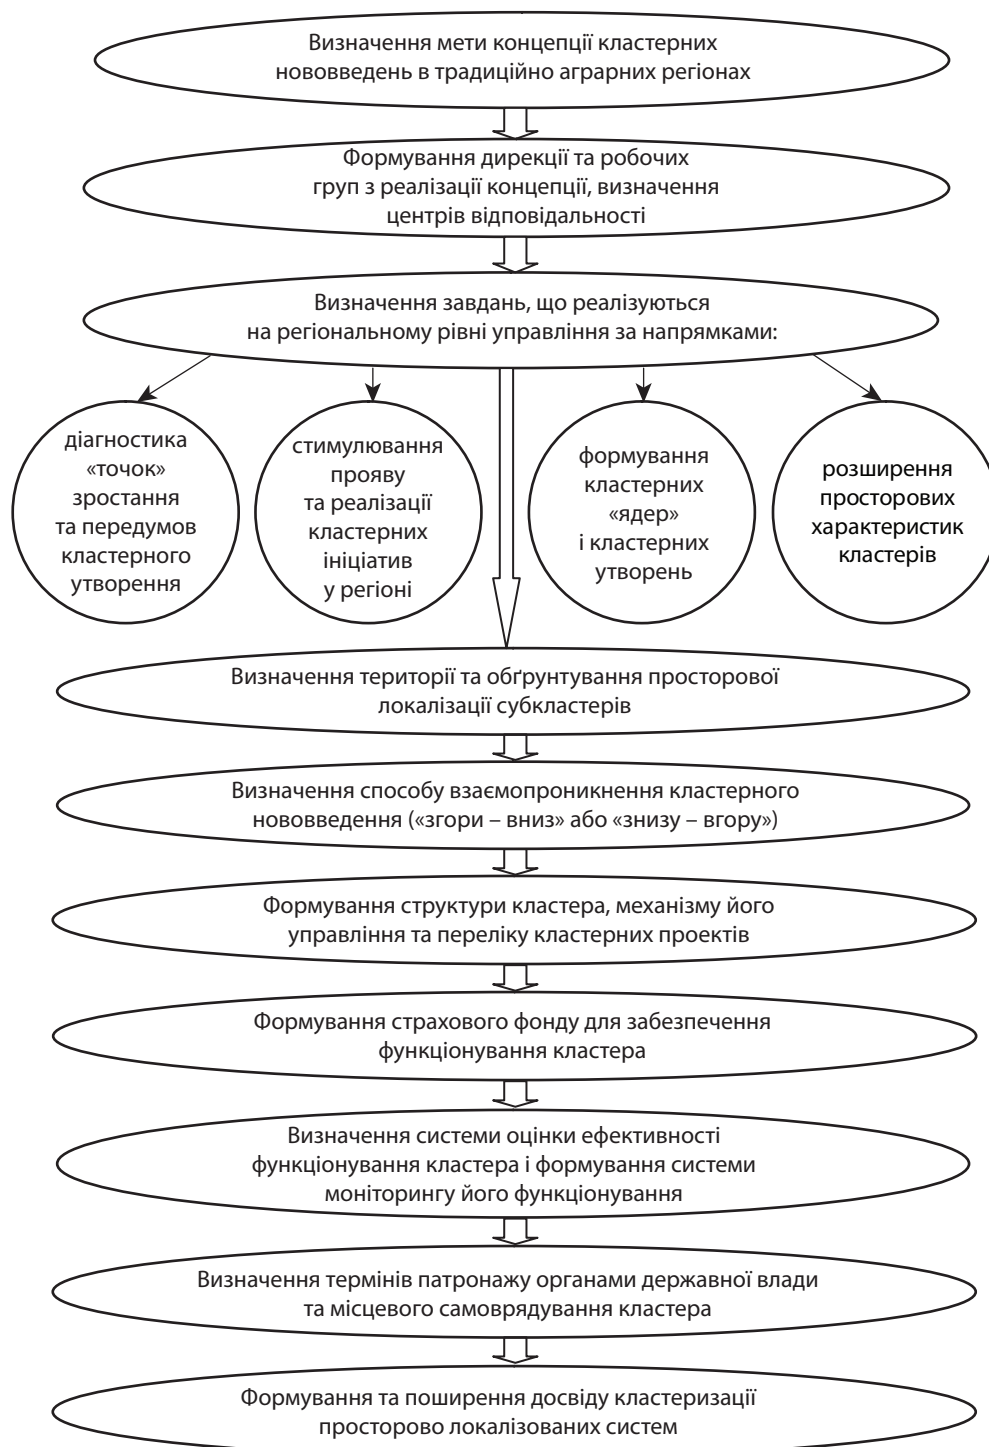 Визначення мети концепції кластерних
нововведень в традиційно аграрних регіонах
Формування дирекції та робочих
груп з реалізації концепції, визначення
центрів відповідальності
Визначення завдань, що реалізуються
на регіональному рівні управління за напрямками:
діагностика
«точок»
зростання
та передумов
кластерного
утворення
стимулювання
прояву
та реалізації
кластерних
ініціатив
у регіоні
формування
кластерних
«ядер»
і кластерних
утворень
розширення
просторових
характеристик
кластерів
Визначення території та обґрунтування просторової
локалізації субкластерів
Визначення способу взаємопроникнення кластерного
нововведення («згори – вниз» або «знизу – вгору»)
Формування структури кластера, механізму його
управління та переліку кластерних проектів
Формування страхового фонду для забезпечення
функціонування кластера
Визначення системи оцінки ефективності
функціонування кластера і формування системи
моніторингу його функціонування
Визначення термінів патронажу органами державної влади
та місцевого самоврядування кластера
Формування та поширення досвіду кластеризації
просторово локалізованих систем